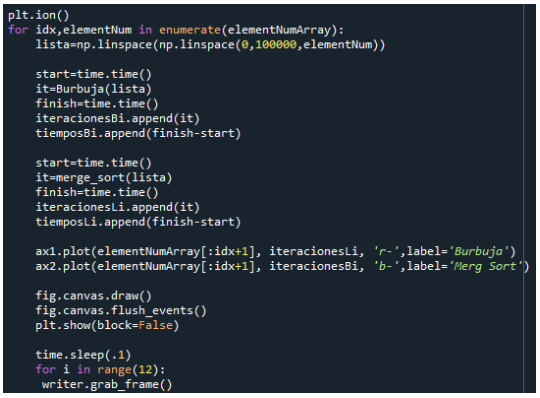 plt.ion()
for idx,elementNum in enumerate(elementNumArray):
    lista=np.linspace(np.linspace(0,100000,elementNum))

    start=time.time()
    it=Burbuja(lista)
    finish=time.time()
    iteracionesBi.append(it)
    tiemposBi.append(finish-start)

    start=time.time()
    it=merge_sort(lista)
    finish=time.time()
    iteracionesLi.append(it)
    tiemposLi.append(finish-start)

    ax1.plot(elementNumArray[:idx+1], iteracionesLi, 'r-',label='Burbuja')
    ax2.plot(elementNumArray[:idx+1], iteracionesBi, 'b-',label='Merg Sort')

    fig.canvas.draw()
    fig.canvas.flush_events()
    plt.show(block=False)

    time.sleep(.1)
    for i in range(12):
     writer.grab_frame()